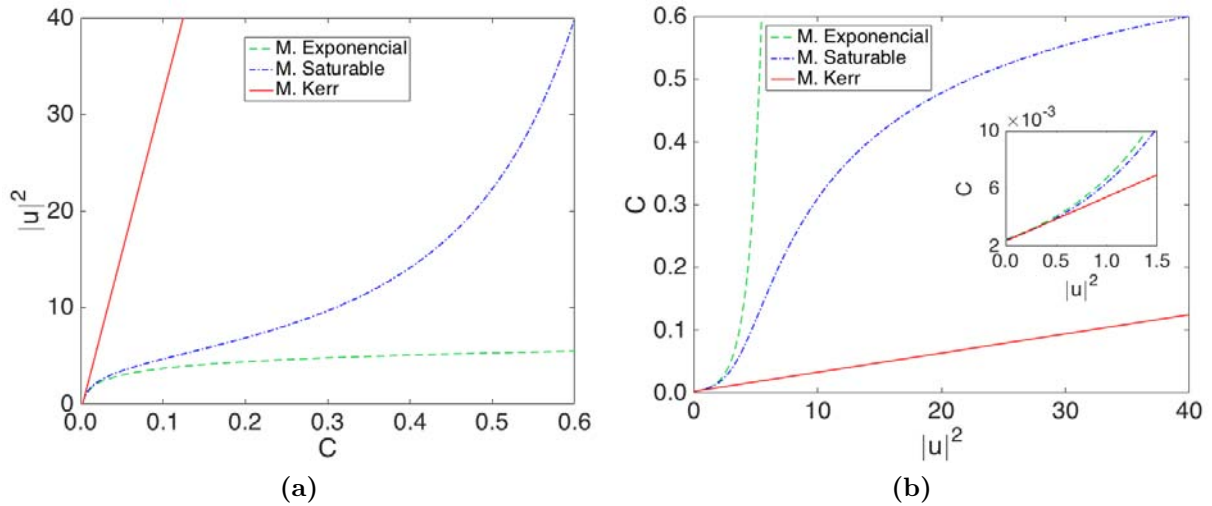 40
30
20
10
0
|u|²
0.0 0.1 0.2 0.3 0.4 0.5 0.6
C
M. Exponencial
M. Saturable
M. Kerr
(a)
0.6
0.5
0.4
0.3
0.2
0.1
0.0
C
0 10 20 30 40
|u|²
M. Exponencial
M. Saturable
M. Kerr
×10⁻³
10
6
2
C
0.0 0.5 1.0 1.5
|u|²
(b)